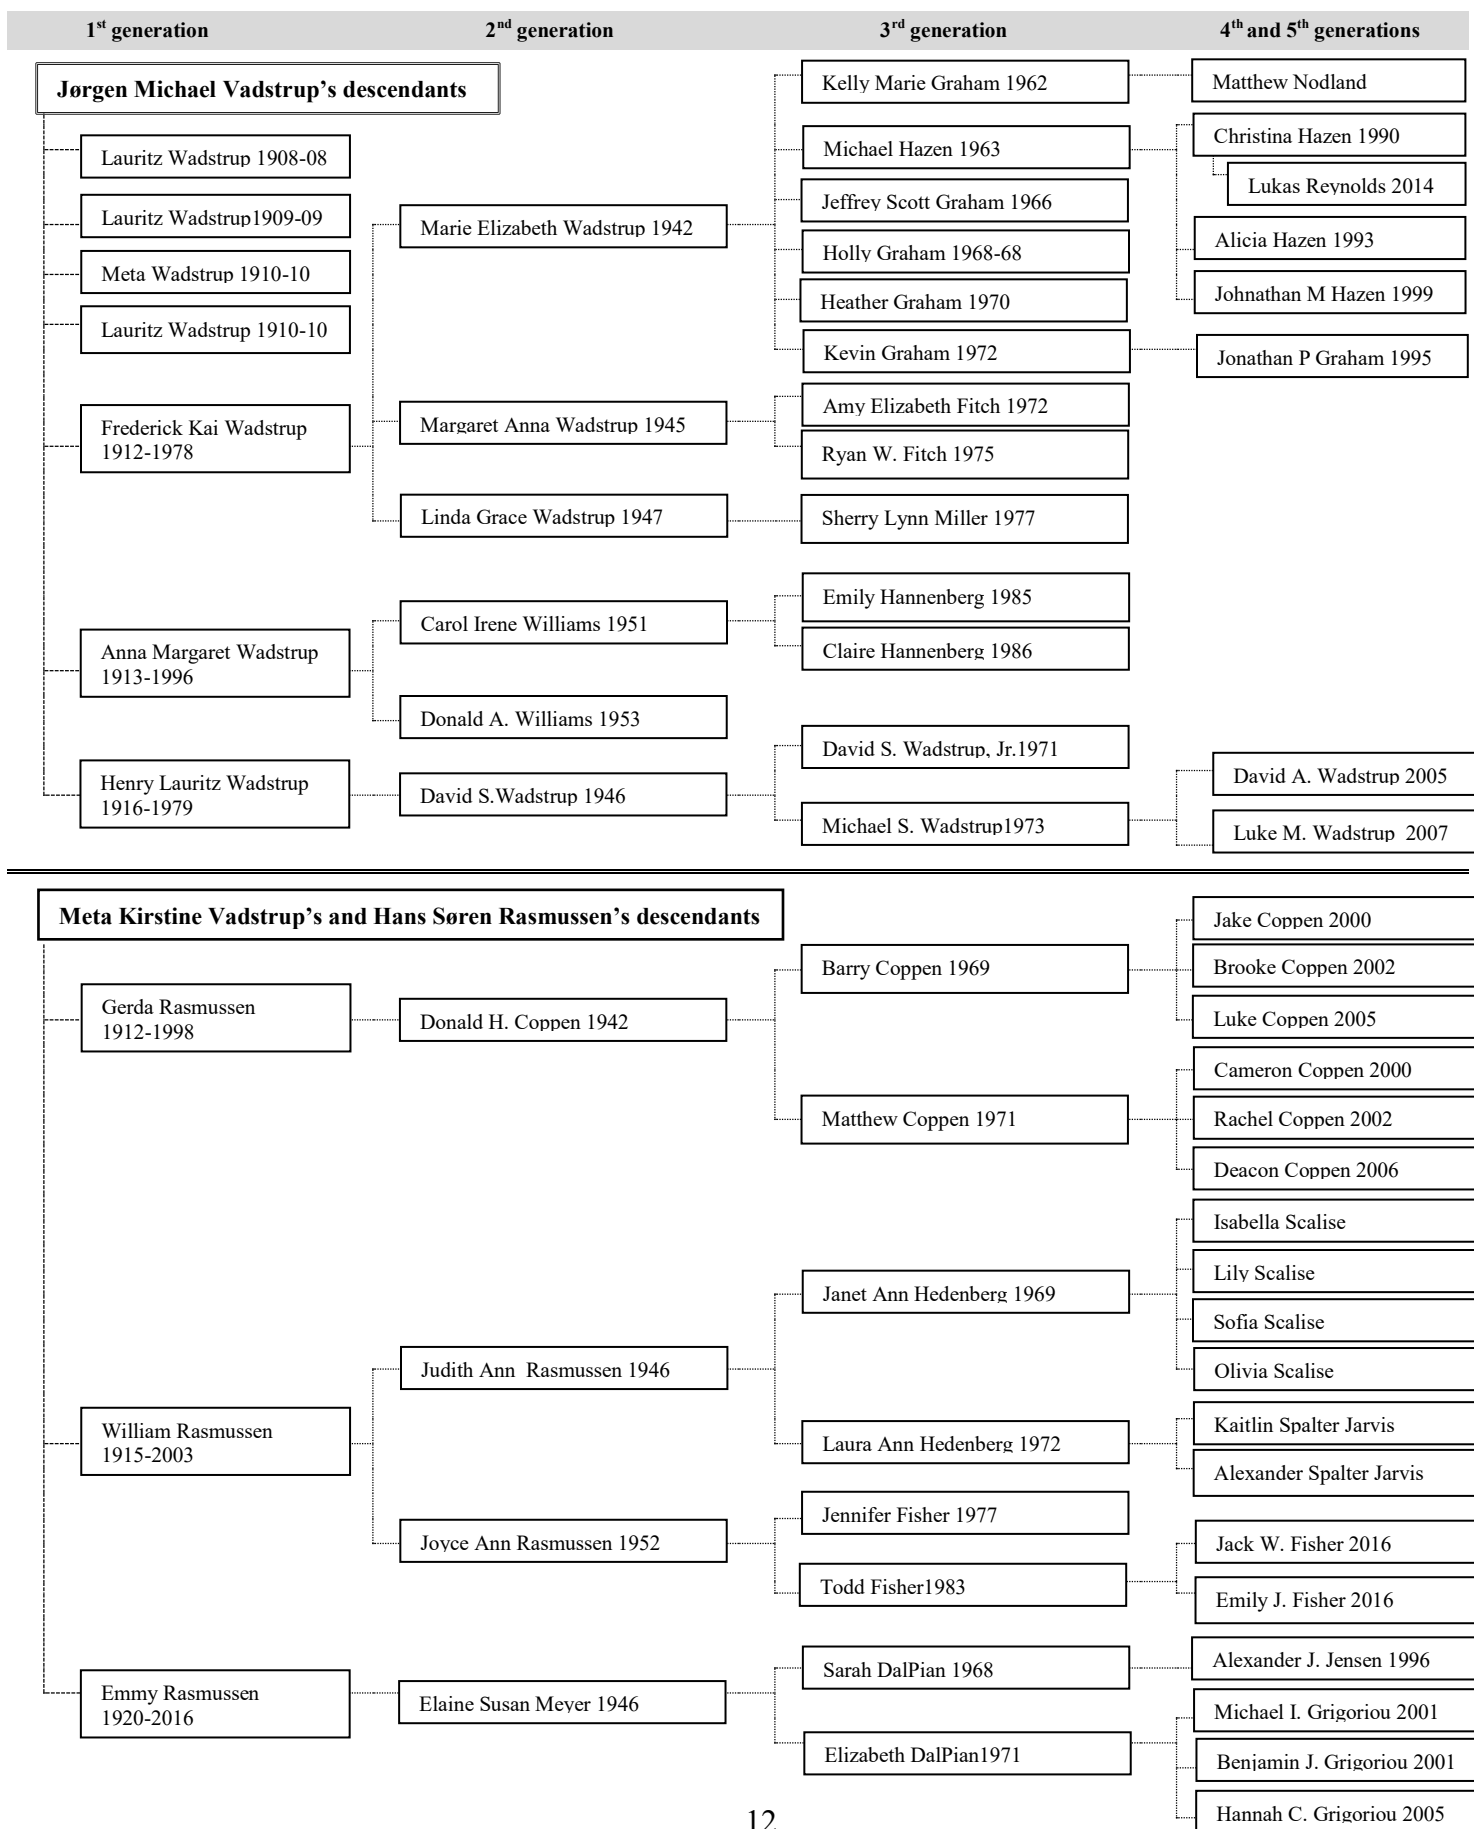 1st generation 2nd generation 3rd generation 4th and 5th generations
Jørgen Michael Vadstrup's descendants
Lauritz Wadstrup 1908-08
Lauritz Wadstrup1909-09
Meta Wadstrup 1910-10
Lauritz Wadstrup 1910-10
Frederick Kai Wadstrup
1912-1978
Marie Elizabeth Wadstrup 1942
Kelly Marie Graham 1962
Matthew Nodland
Michael Hazen 1963
Christina Hazen 1990
Lukas Reynolds 2014
Alicia Hazen 1993
Johnathan M Hazen 1999
Jeffrey Scott Graham 1966
Holly Graham 1968-68
Heather Graham 1970
Kevin Graham 1972
Jonathan P Graham 1995
Margaret Anna Wadstrup 1945
Amy Elizabeth Fitch 1972
Ryan W. Fitch 1975
Linda Grace Wadstrup 1947
Sherry Lynn Miller 1977
Anna Margaret Wadstrup
1913-1996
Carol Irene Williams 1951
Emily Hannenberg 1985
Claire Hannenberg 1986
Donald A. Williams 1953
Henry Lauritz Wadstrup
1916-1979
David S.Wadstrup 1946
David S. Wadstrup, Jr.1971
Michael S. Wadstrup1973
David A. Wadstrup 2005
Luke M. Wadstrup 2007
Meta Kirstine Vadstrup's and Hans Søren Rasmussen's descendants
Gerda Rasmussen
1912-1998
Donald H. Coppen 1942
Barry Coppen 1969
Jake Coppen 2000
Brooke Coppen 2002
Luke Coppen 2005
Matthew Coppen 1971
Cameron Coppen 2000
Rachel Coppen 2002
Deacon Coppen 2006
William Rasmussen
1915-2003
Judith Ann Rasmussen 1946
Janet Ann Hedenberg 1969
Isabella Scalise
Lily Scalise
Sofia Scalise
Olivia Scalise
Laura Ann Hedenberg 1972
Kaitlin Spalter Jarvis
Alexander Spalter Jarvis
Joyce Ann Rasmussen 1952
Jennifer Fisher 1977
Todd Fisher1983
Jack W. Fisher 2016
Emily J. Fisher 2016
Emmy Rasmussen
1920-2016
Elaine Susan Meyer 1946
Sarah DalPian 1968
Alexander J. Jensen 1996
Elizabeth DalPian1971
Michael I. Grigoriou 2001
Benjamin J. Grigoriou 2001
Hannah C. Grigoriou 2005
12